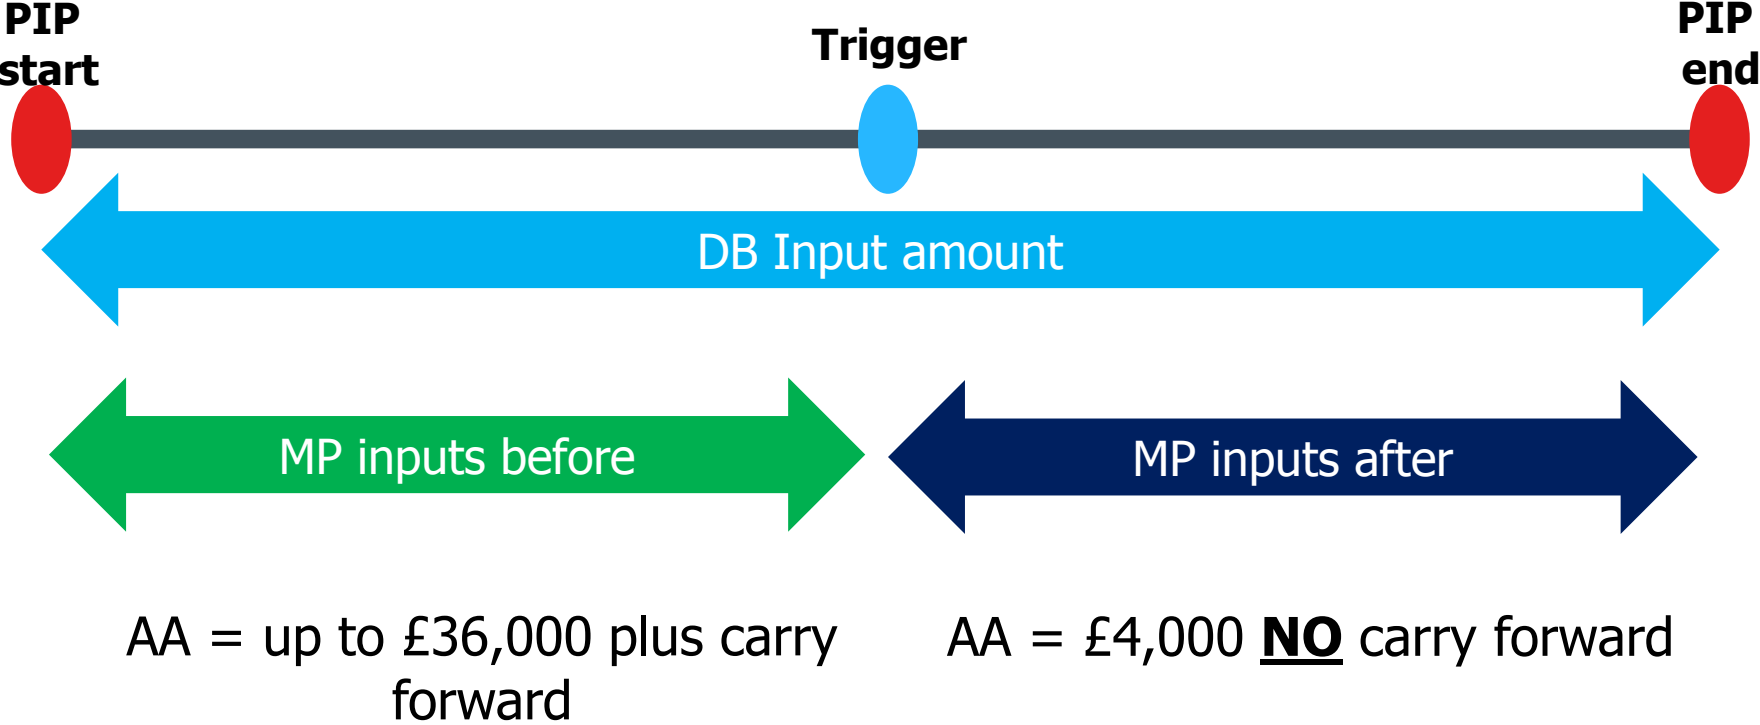 PIP
start
Trigger
PIP
end
DB Input amount
MP inputs before
MP inputs after
AA = up to £36,000 plus carry
forward
AA = £4,000 NO carry forward